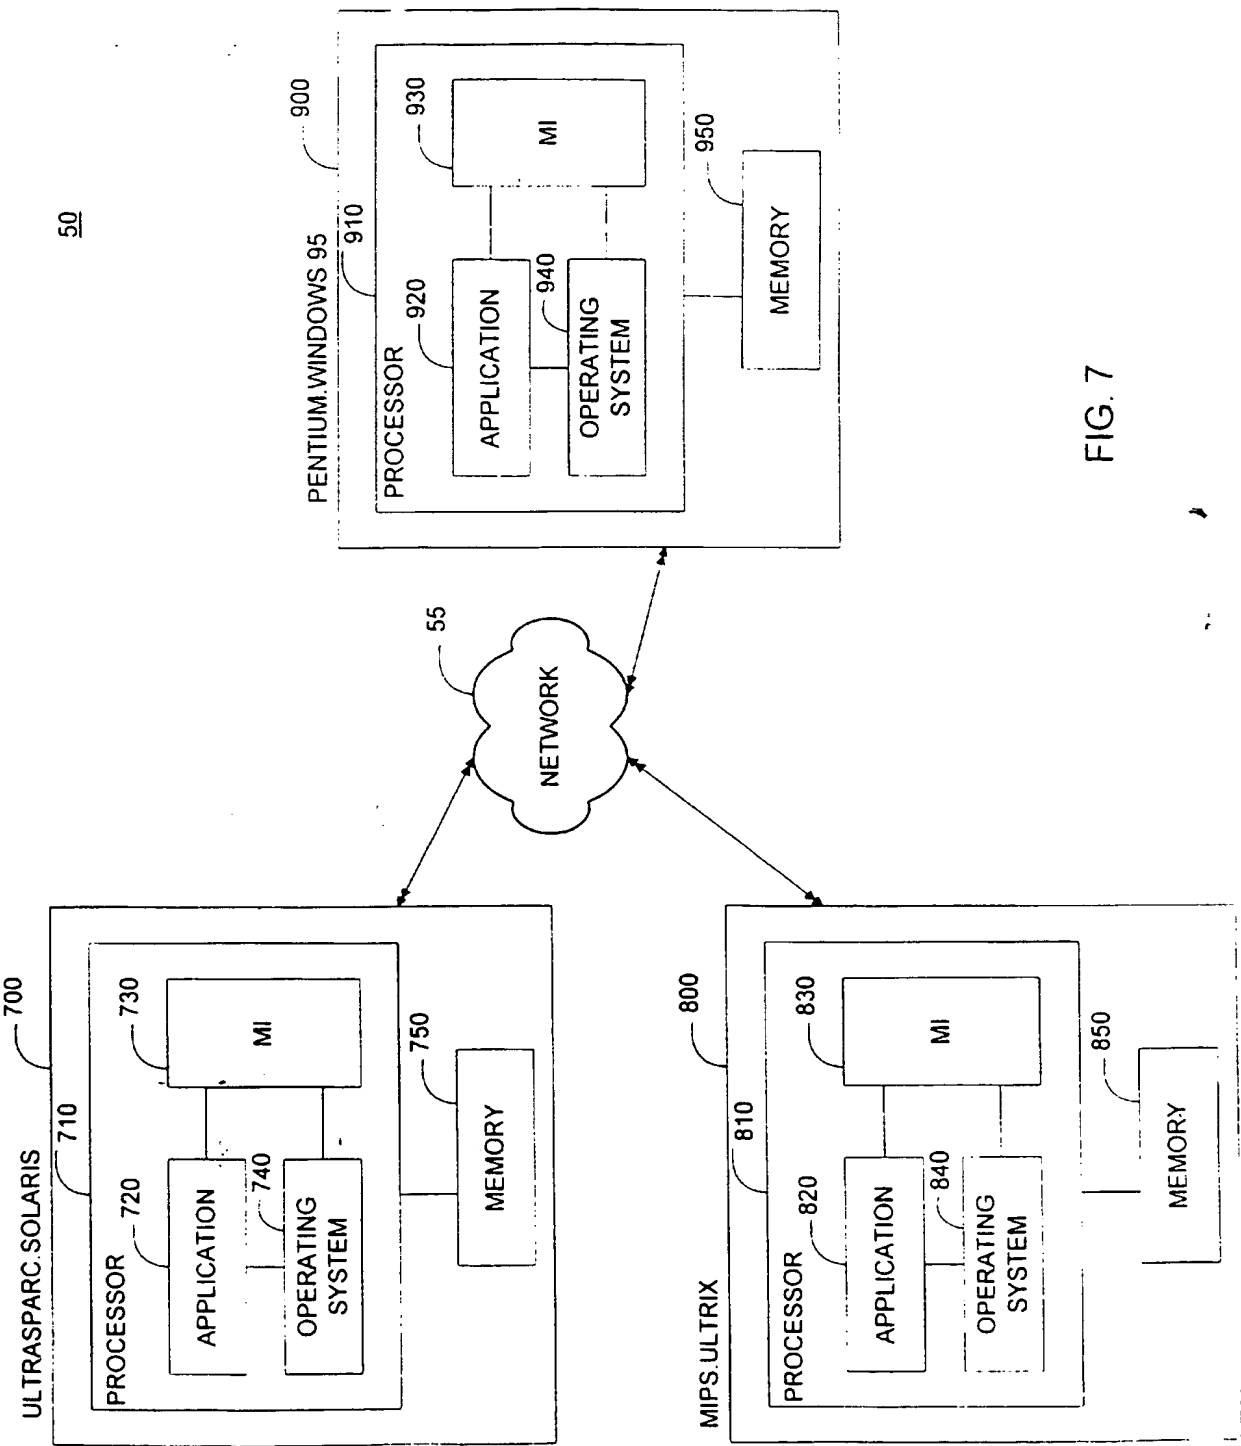 50
ULTRASPARC.SOLARIS
700
710
PROCESSOR
720
APPLICATION
730
MI
740
OPERATING
SYSTEM
750
MEMORY
MIPS.ULTRIX
800
810
PROCESSOR
820
APPLICATION
830
MI
840
OPERATING
SYSTEM
850
MEMORY
55
NETWORK
PENTIUM.WINDOWS 95
900
910
PROCESSOR
920
APPLICATION
930
MI
940
OPERATING
SYSTEM
950
MEMORY
FIG. 7